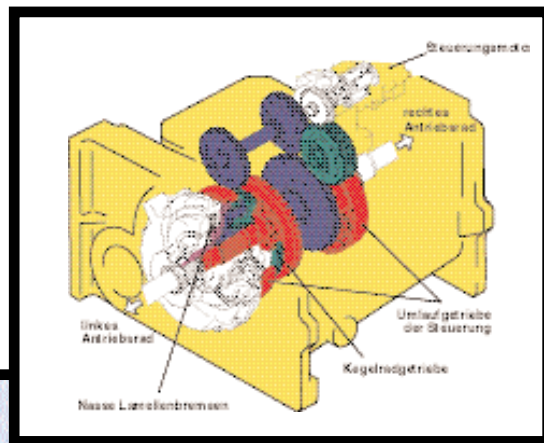 Steuerungsmotor
rechtes
Antriebsrad
linkes
Antriebsrad
Umlaufgetriebe
der Steuerung
Kegelradgetriebe
Nasse Lamellenbremsen